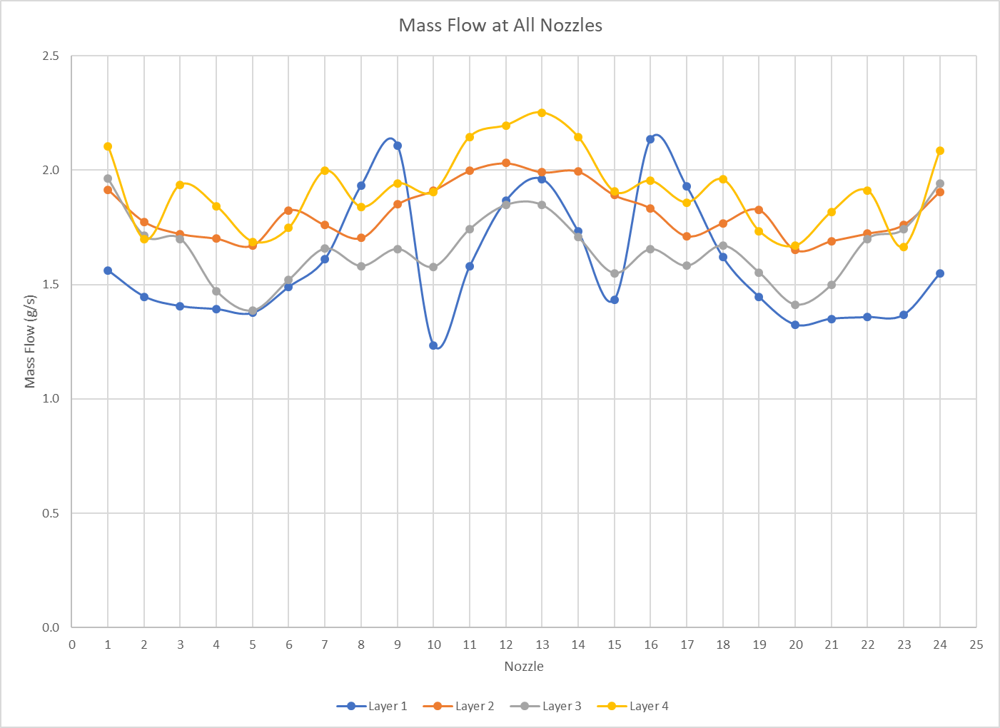 Mass Flow at All Nozzles
2.5
2.0
1.5
1.0
0.5
0.0
Mass Flow (g/s)
0 1 2 3 4 5 6 7 8 9 10 11 12 13 14 15 16 17 18 19 20 21 22 23 24 25
Nozzle
Layer 1 Layer 2 Layer 3 Layer 4